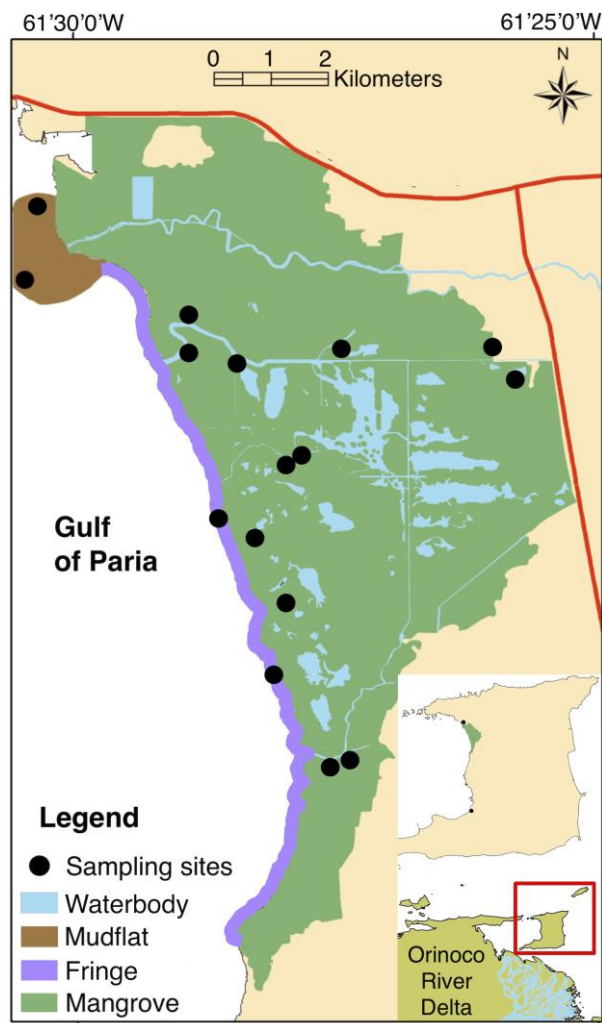 61°30'0"W
61°25'0"W
0 1 2
Kilometers
N
Gulf
of Paria
Legend
Sampling sites
Waterbody
Mudflat
Fringe
Mangrove
Orinoco
River
Delta